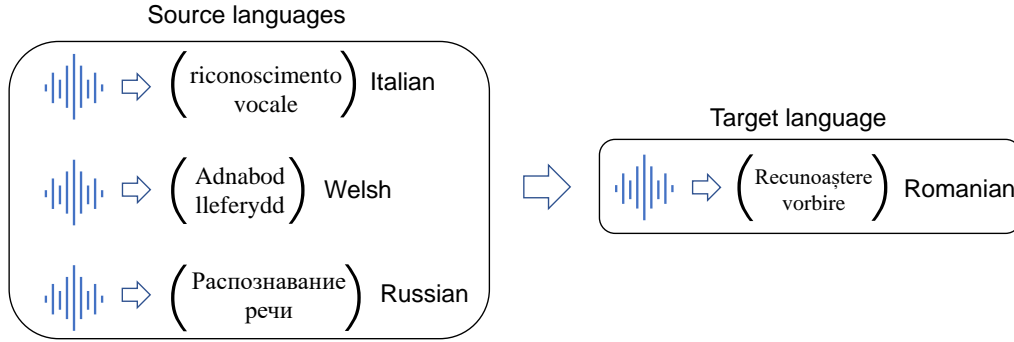 Source languages
riconoscimento
vocale
Italian
Adnabod
lleferydd
Welsh
Распознавание
речи
Russian
Target language
Recunoaștere
vorbire
Romanian